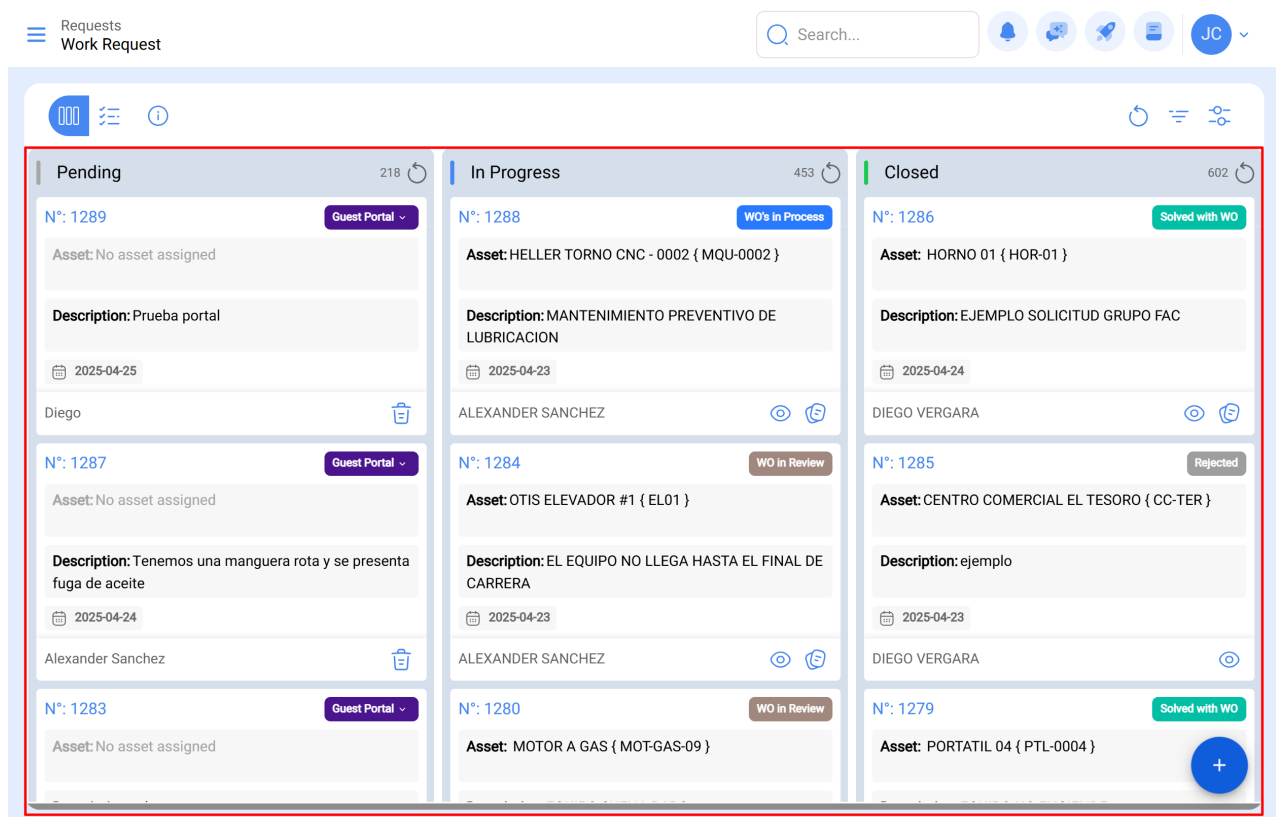 Requests
Work Request
Search...
JC
Pending
218
N°: 1289
Guest Portal
Asset: No asset assigned
Description: Prueba portal
2025-04-25
Diego
N°: 1287
Guest Portal
Asset: No asset assigned
Description: Tenemos una manguera rota y se presenta
fuga de aceite
2025-04-24
Alexander Sanchez
N°: 1283
Guest Portal
Asset: No asset assigned
In Progress
453
N°: 1288
WO's in Process
Asset: HELLER TORNO CNC - 0002 { MQU-0002 }
Description: MANTENIMIENTO PREVENTIVO DE
LUBRICACION
2025-04-23
ALEXANDER SANCHEZ
N°: 1284
WO in Review
Asset: OTIS ELEVADOR #1 { EL01 }
Description: EL EQUIPO NO LLEGA HASTA EL FINAL DE
CARRERA
2025-04-23
ALEXANDER SANCHEZ
N°: 1280
WO in Review
Asset: MOTOR A GAS { MOT-GAS-09 }
Closed
602
N°: 1286
Solved with WO
Asset: HORNO 01 { HOR-01 }
Description: EJEMPLO SOLICITUD GRUPO FAC
2025-04-24
DIEGO VERGARA
N°: 1285
Rejected
Asset: CENTRO COMERCIAL EL TESORO { CC-TER }
Description: ejemplo
2025-04-23
DIEGO VERGARA
N°: 1279
Solved with WO
Asset: PORTATIL 04 { PTL-0004 }